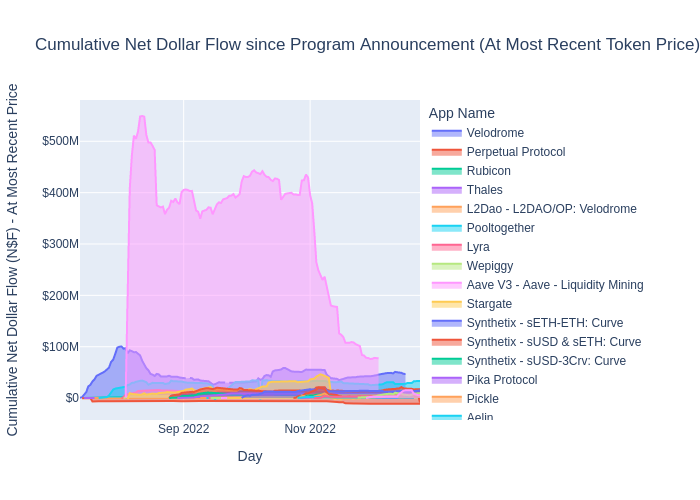 Cumulative Net Dollar Flow since Program Announcement (At Most Recent Token Price)
Cumulative Net Dollar Flow (N$F) - At Most Recent Price
$500M
$400M
$300M
$200M
$100M
$0
Sep 2022
Nov 2022
Day
App Name
Velodrome
Perpetual Protocol
Rubicon
Thales
L2Dao - L2DAO/OP: Velodrome
Pooltogether
Lyra
Wepiggy
Aave V3 - Aave - Liquidity Mining
Stargate
Synthetix - sETH-ETH: Curve
Synthetix - sUSD & sETH: Curve
Synthetix - sUSD-3Crv: Curve
Pika Protocol
Pickle
Aelin